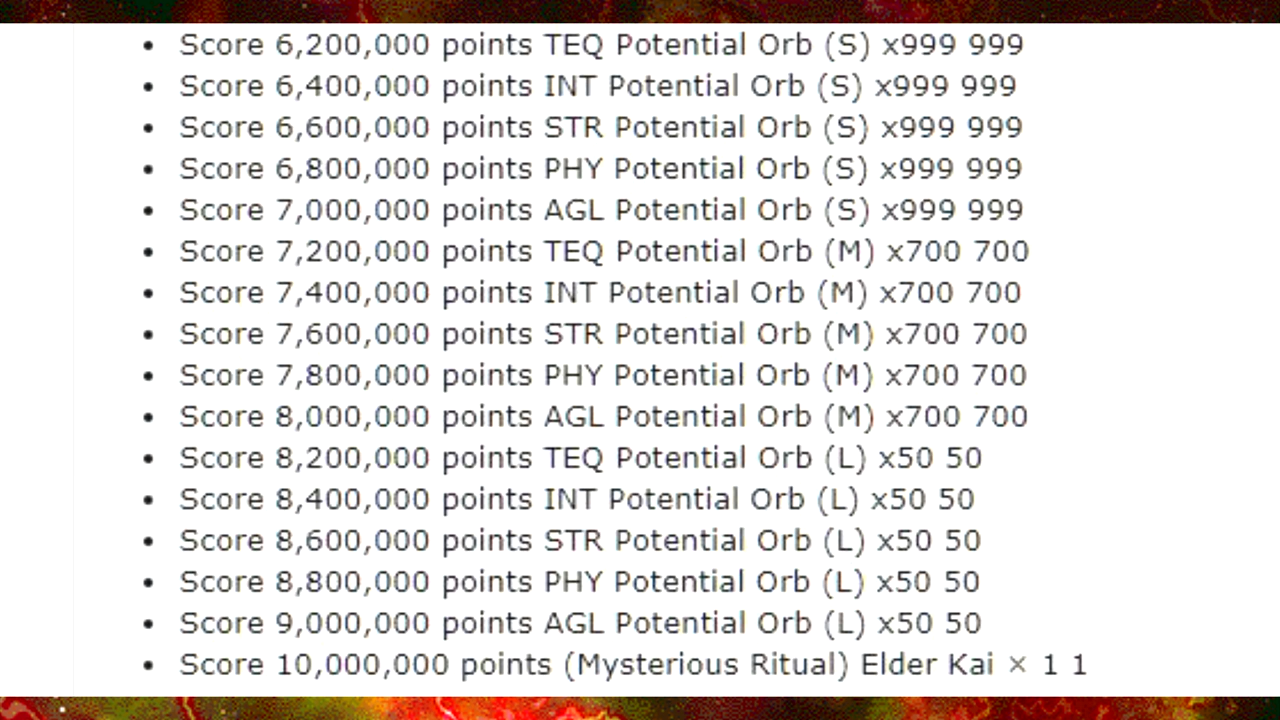 • Score 6,200,000 points TEQ Potential Orb (S) x999 999
• Score 6,400,000 points INT Potential Orb (S) x999 999
• Score 6,600,000 points STR Potential Orb (S) x999 999
• Score 6,800,000 points PHY Potential Orb (S) x999 999
• Score 7,000,000 points AGL Potential Orb (S) x999 999
• Score 7,200,000 points TEQ Potential Orb (M) x700 700
• Score 7,400,000 points INT Potential Orb (M) x700 700
• Score 7,600,000 points STR Potential Orb (M) x700 700
• Score 7,800,000 points PHY Potential Orb (M) x700 700
• Score 8,000,000 points AGL Potential Orb (M) x700 700
• Score 8,200,000 points TEQ Potential Orb (L) x50 50
• Score 8,400,000 points INT Potential Orb (L) x50 50
• Score 8,600,000 points STR Potential Orb (L) x50 50
• Score 8,800,000 points PHY Potential Orb (L) x50 50
• Score 9,000,000 points AGL Potential Orb (L) x50 50
• Score 10,000,000 points (Mysterious Ritual) Elder Kai × 1 1